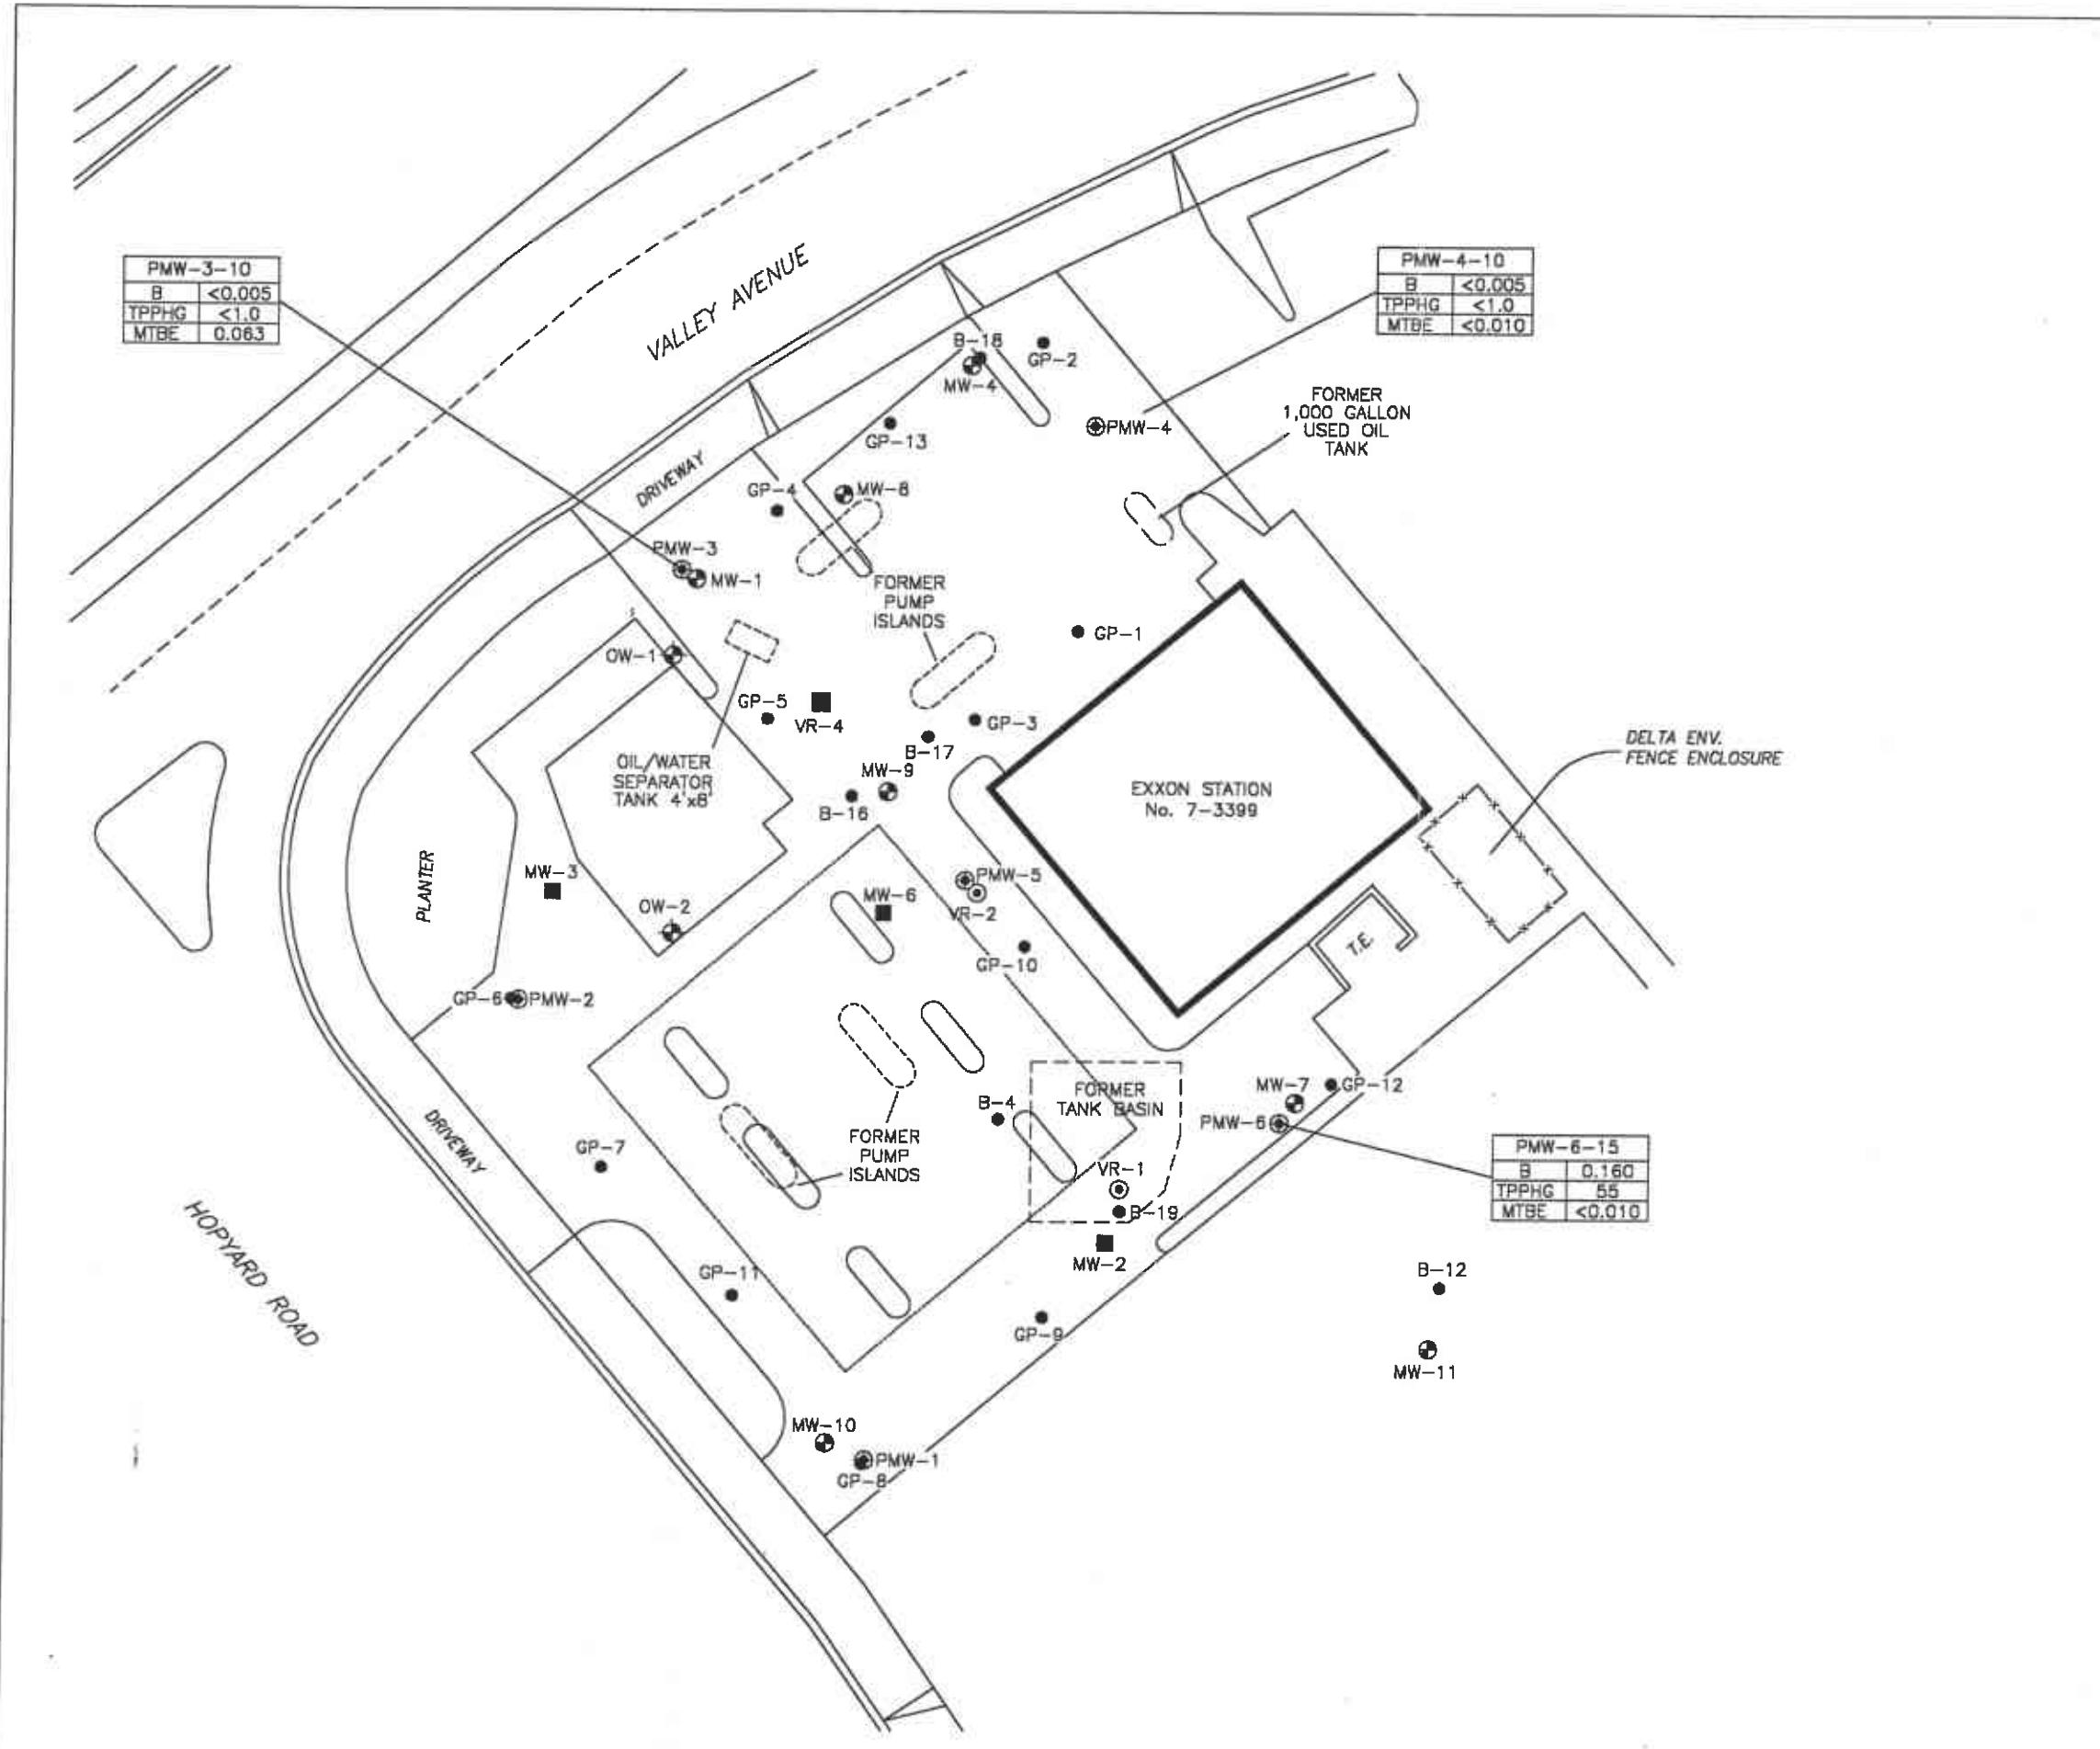 PMW-3-10
B <0.005
TPPHG <1.0
MTBE 0.063
PMW-4-10
B <0.005
TPPHG <1.0
MTBE <0.010
VALLEY AVENUE
B-18
MW-4
GP-2
GP-13
PMW-4
FORMER
1,000 GALLON
USED OIL
TANK
DRIVEWAY
GP-4
MW-8
PMW-3
MW-1
FORMER
PUMP
ISLANDS
GP-1
OW-1
GP-5
VR-4
GP-3
B-17
MW-9
B-16
OIL/WATER
SEPARATOR
TANK 4'x8'
EXXON STATION
No. 7-3399
DELTA ENV.
FENCE ENCLOSURE
PLANTER
MW-3
OW-2
MW-6
PMW-5
VR-2
GP-10
T.E.
GP-6
PMW-2
FORMER
TANK BASIN
B-4
MW-7
GP-12
PMW-6
PMW-6-15
B 0.160
TPPHG 55
MTBE <0.010
DRIVEWAY
GP-7
FORMER
PUMP
ISLANDS
VR-1
B-19
MW-2
HOPYARD ROAD
GP-11
GP-9
B-12
MW-11
MW-10
PMW-1
GP-8